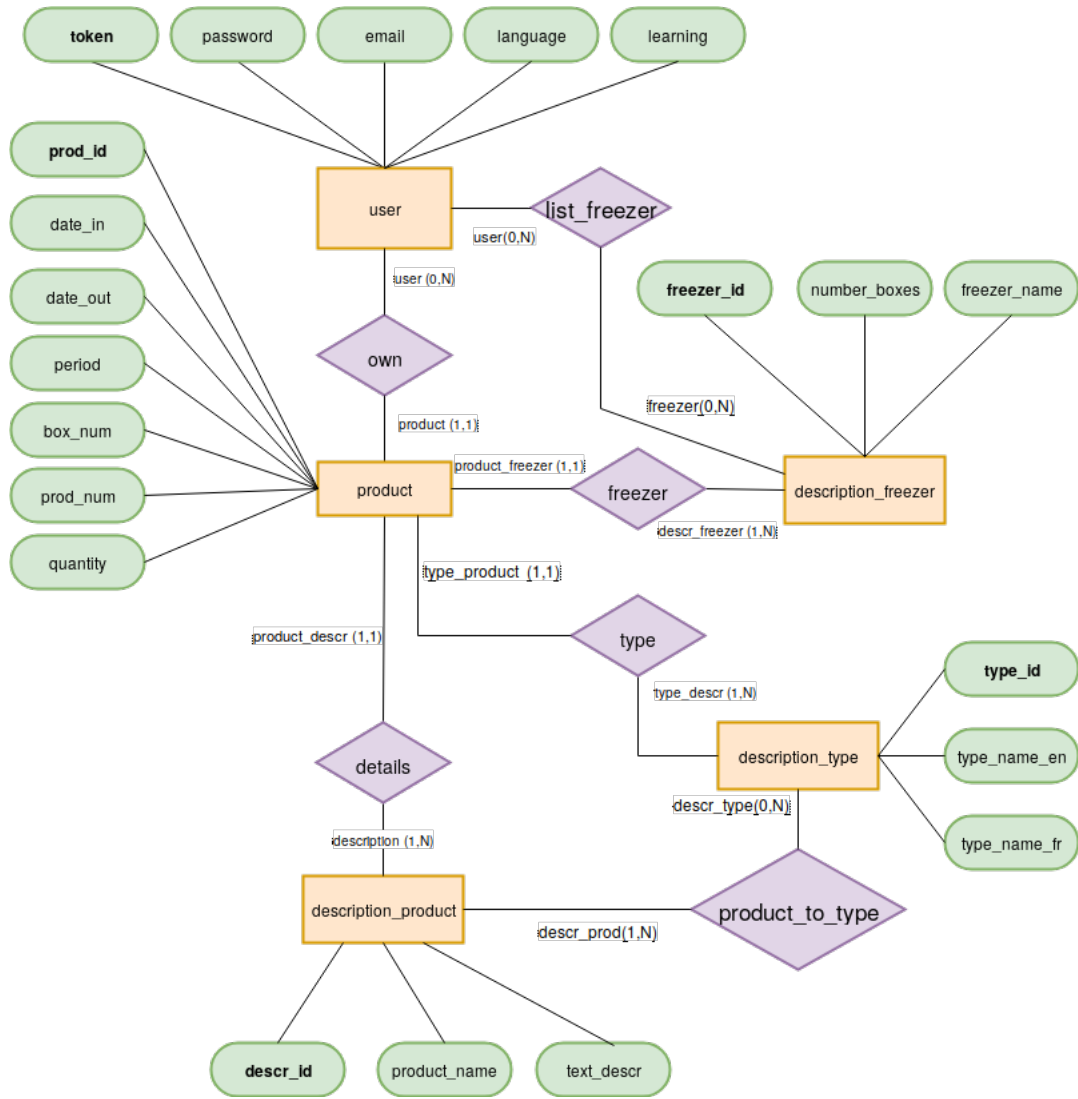 token
password
email
language
learning
prod_id
date_in
date_out
period
box_num
prod_num
quantity
user
list_freezer
user(0,N)
user (0,N)
freezer_id
number_boxes
freezer_name
own
freezer(0,N)
product (1,1)
product_freezer (1,1)
product
freezer
description_freezer
descr_freezer (1,N)
type_product (1,1)
product_descr (1,1)
type
type_id
type_descr (1,N)
description_type
type_name_en
details
descr_type(0,N)
type_name_fr
description (1,N)
description_product
product_to_type
descr_prod(1,N)
descr_id
product_name
text_descr